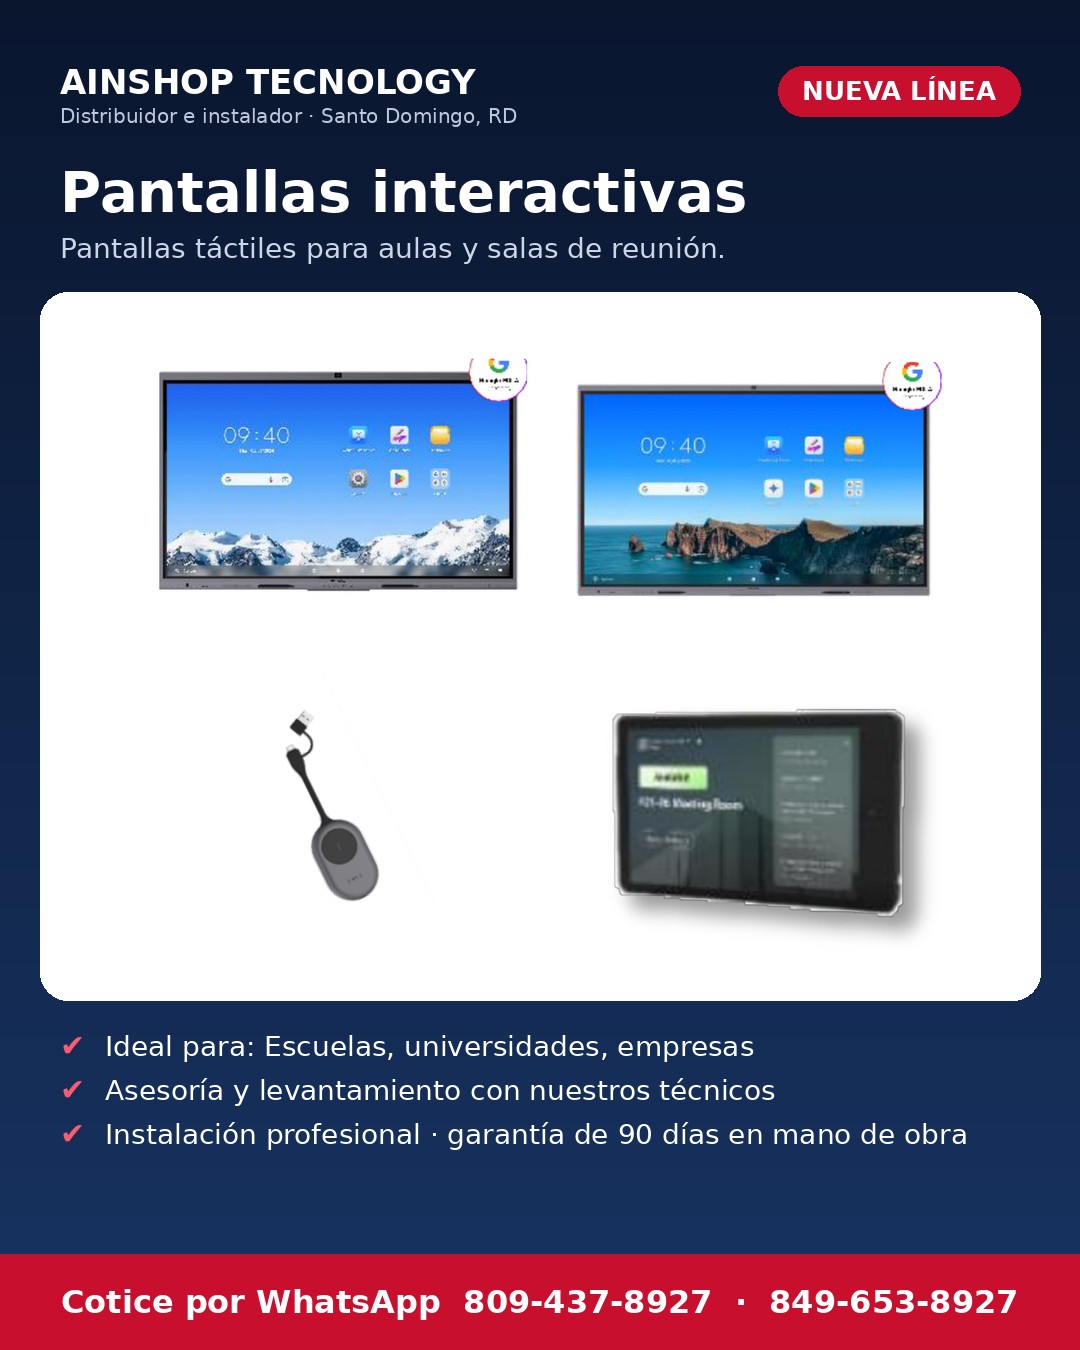 AINSHOP TECNOLOGY
Distribuidor e instalador · Santo Domingo, RD
NUEVA LÍNEA
Pantallas interactivas
Pantallas táctiles para aulas y salas de reunión.
09:40
09:40
Meeting Room
✔ Ideal para: Escuelas, universidades, empresas
✔ Asesoría y levantamiento con nuestros técnicos
✔ Instalación profesional · garantía de 90 días en mano de obra
Cotice por WhatsApp 809-437-8927 · 849-653-8927